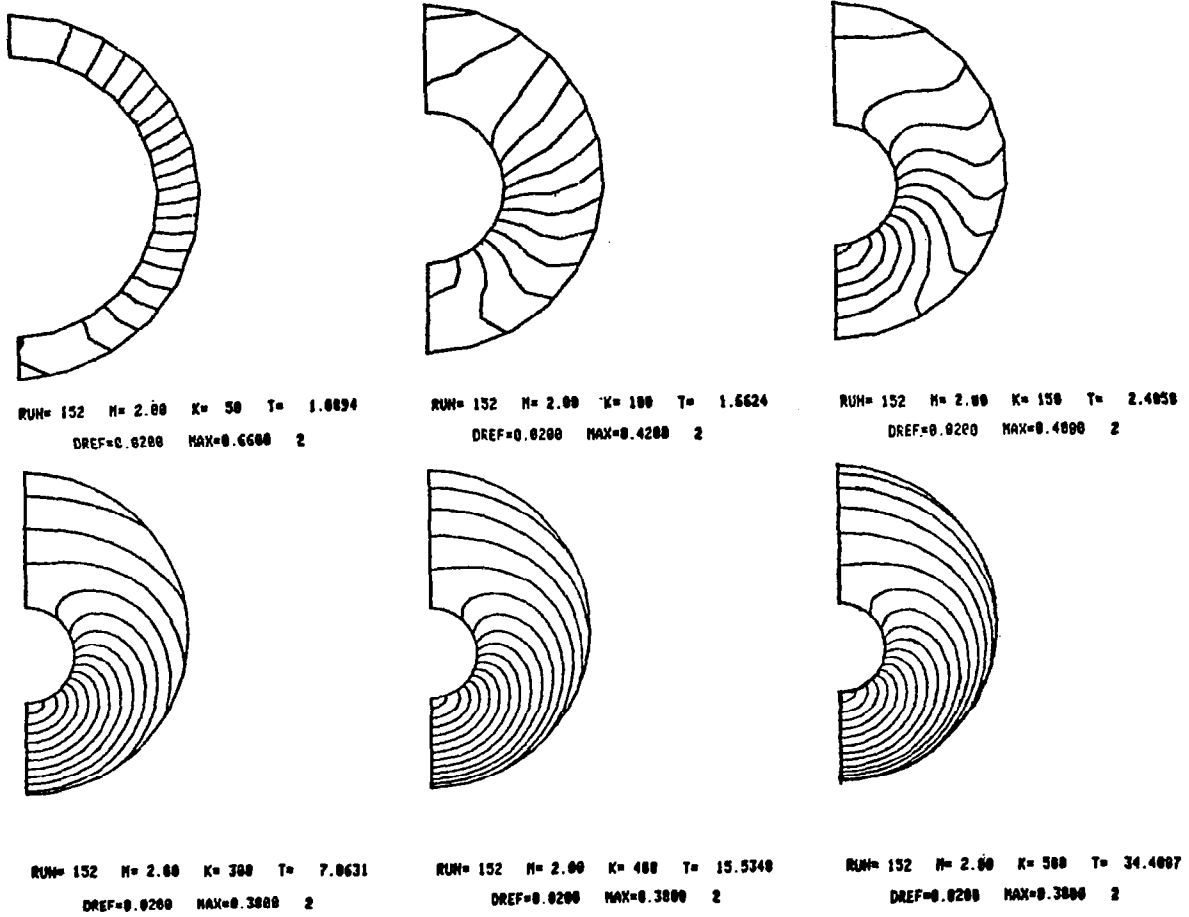 RUN= 152 M= 2.00 K= 50 T= 1.0894
DREF=0.0200 MAX=0.6600 2
RUN= 152 M= 2.00 K= 100 T= 1.6624
DREF=0.0200 MAX=0.4200 2
RUN= 152 M= 2.00 K= 150 T= 2.4058
DREF=0.0200 MAX=0.4000 2
RUN= 152 M= 2.00 K= 300 T= 7.0631
DREF=0.0200 MAX=0.3800 2
RUN= 152 M= 2.00 K= 400 T= 15.5348
DREF=0.0200 MAX=0.3800 2
RUN= 152 M= 2.00 K= 500 T= 34.4097
DREF=0.0200 MAX=0.3800 2